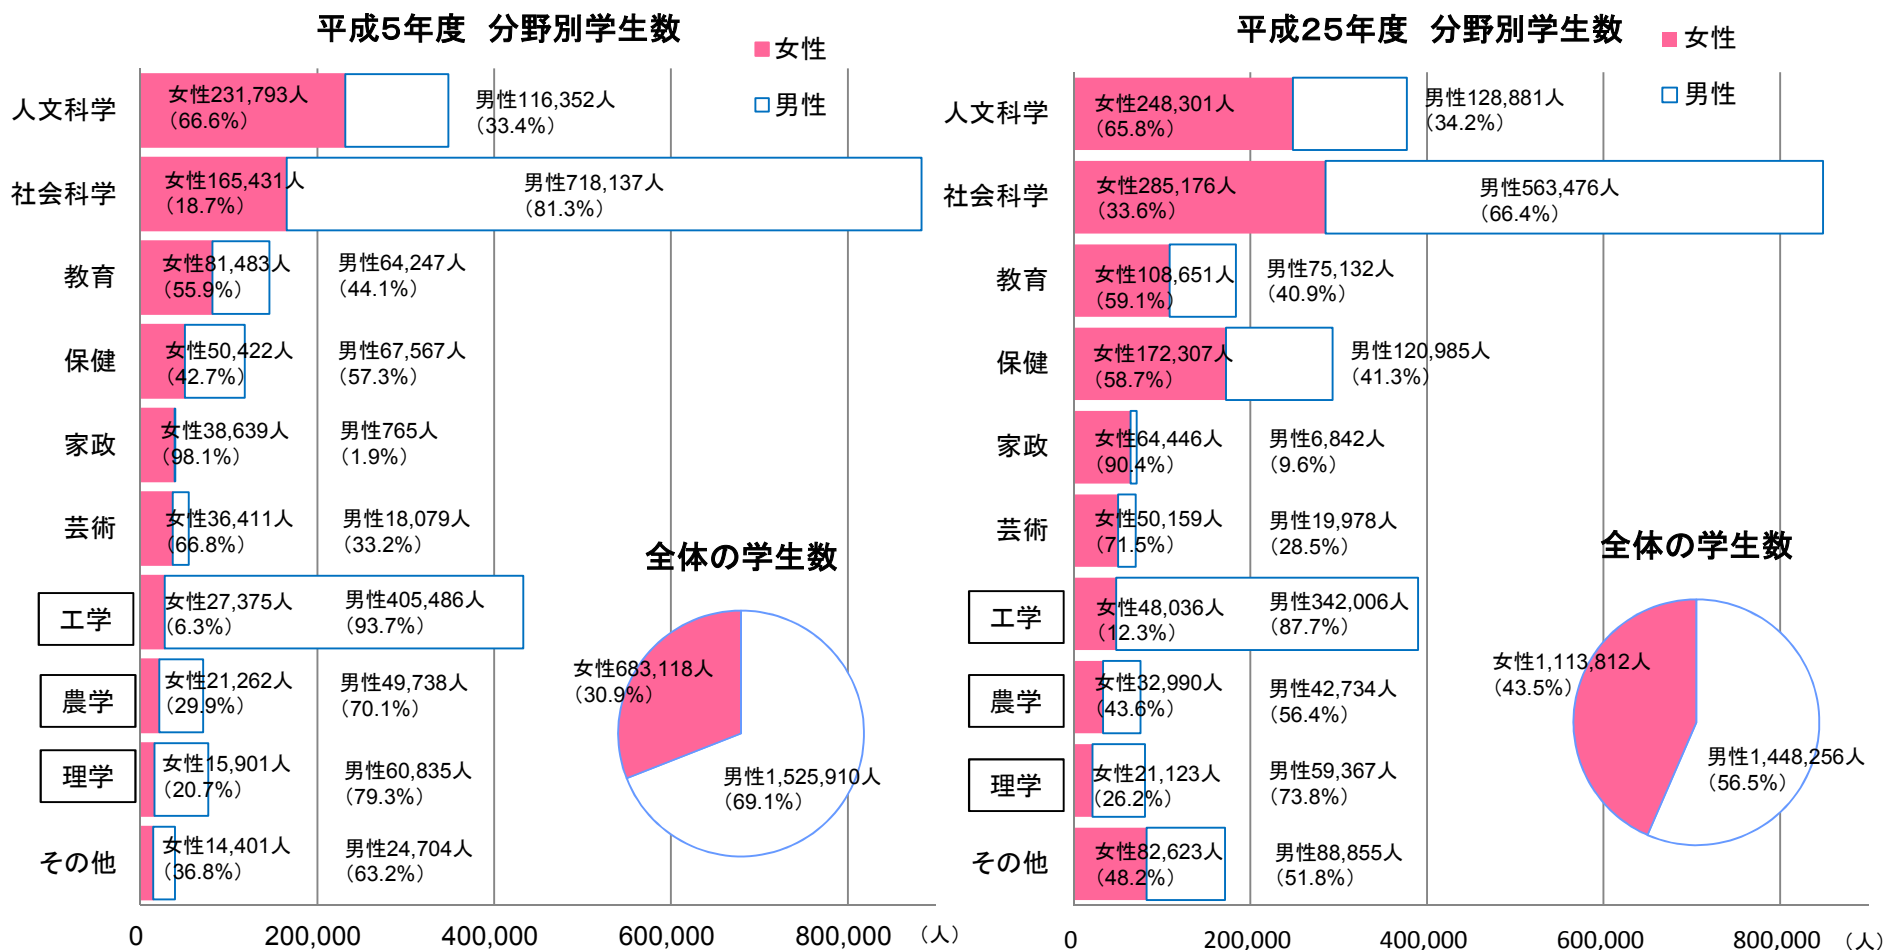 平成5年度 分野別学生数
女性
男性
人文科学
女性231,793人
（66.6%）
男性116,352人
（33.4%）
社会科学
女性165,431人
（18.7%）
男性718,137人
（81.3%）
教育
女性81,483人
（55.9%）
男性64,247人
（44.1%）
保健
女性50,422人
（42.7%）
男性67,567人
（57.3%）
家政
女性38,639人
（98.1%）
男性765人
（1.9%）
芸術
女性36,411人
（66.8%）
男性18,079人
（33.2%）
工学
女性27,375人
（6.3%）
男性405,486人
（93.7%）
農学
女性21,262人
（29.9%）
男性49,738人
（70.1%）
理学
女性15,901人
（20.7%）
男性60,835人
（79.3%）
その他
女性14,401人
（36.8%）
男性24,704人
（63.2%）
0 200,000 400,000 600,000 800,000 （人）
全体の学生数
女性683,118人
（30.9%）
男性1,525,910人
（69.1%）
平成25年度 分野別学生数
女性
男性
人文科学
女性248,301人
（65.8%）
男性128,881人
（34.2%）
社会科学
女性285,176人
（33.6%）
男性563,476人
（66.4%）
教育
女性108,651人
（59.1%）
男性75,132人
（40.9%）
保健
女性172,307人
（58.7%）
男性120,985人
（41.3%）
家政
女性64,446人
（90.4%）
男性6,842人
（9.6%）
芸術
女性50,159人
（71.5%）
男性19,978人
（28.5%）
工学
女性48,036人
（12.3%）
男性342,006人
（87.7%）
農学
女性32,990人
（43.6%）
男性42,734人
（56.4%）
理学
女性21,123人
（26.2%）
男性59,367人
（73.8%）
その他
女性82,623人
（48.2%）
男性88,855人
（51.8%）
0 200,000 400,000 600,000 800,000 （人）
全体の学生数
女性1,113,812人
（43.5%）
男性1,448,256人
（56.5%）